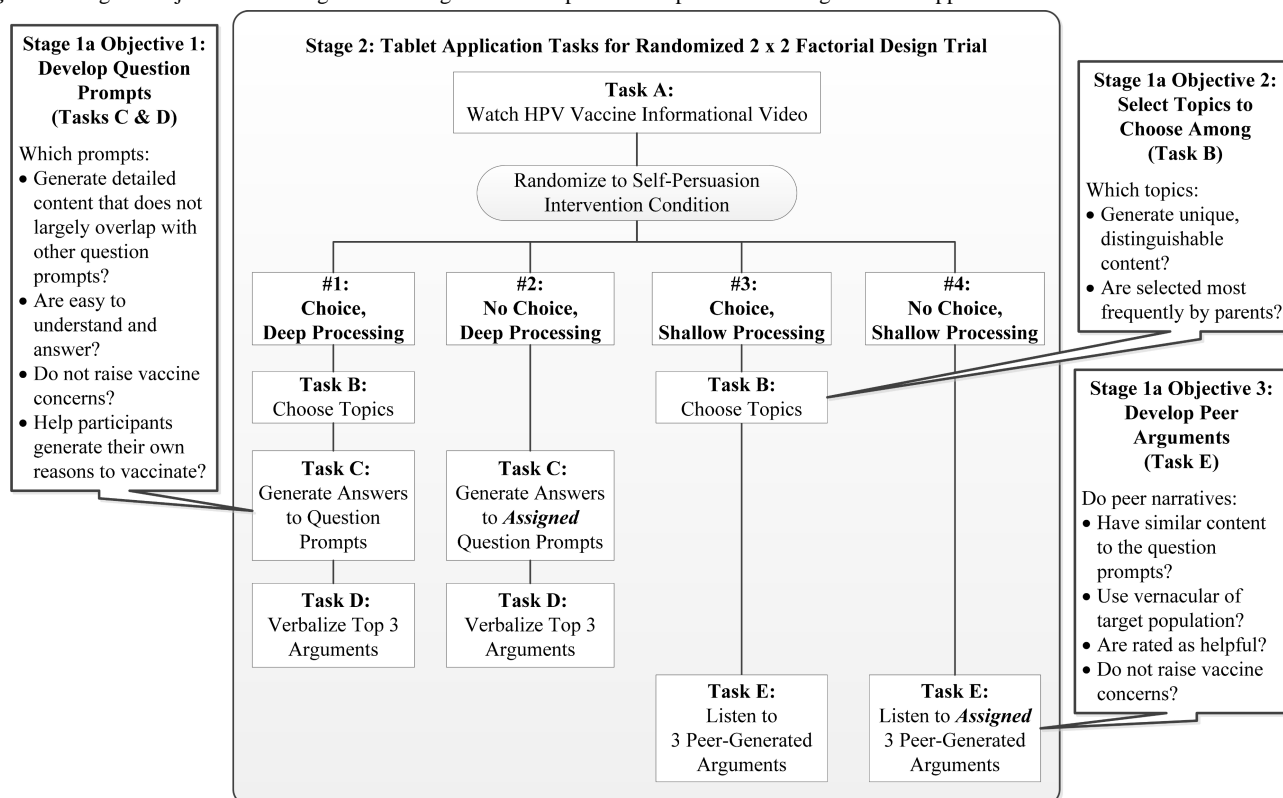 Stage 1a Objective 1:
Develop Question
Prompts
(Tasks C & D)
Which prompts:
• Generate detailed
content that does not
largely overlap with
other question
prompts?
• Are easy to
understand and
answer?
• Do not raise vaccine
concerns?
• Help participants
generate their own
reasons to vaccinate?
Stage 2: Tablet Application Tasks for Randomized 2 x 2 Factorial Design Trial
Task A:
Watch HPV Vaccine Informational Video
Randomize to Self-Persuasion
Intervention Condition
#1:
Choice,
Deep Processing
#2:
No Choice,
Deep Processing
#3:
Choice,
Shallow Processing
#4:
No Choice,
Shallow Processing
Task B:
Choose Topics
Task B:
Choose Topics
Task C:
Generate Answers
to Question
Prompts
Task C:
Generate Answers
to Assigned
Question Prompts
Task D:
Verbalize Top 3
Arguments
Task D:
Verbalize Top 3
Arguments
Task E:
Listen to
3 Peer-Generated
Arguments
Task E:
Listen to Assigned
3 Peer-Generated
Arguments
Stage 1a Objective 2:
Select Topics to
Choose Among
(Task B)
Which topics:
• Generate unique,
distinguishable
content?
• Are selected most
frequently by parents?
Stage 1a Objective 3:
Develop Peer
Arguments
(Task E)
Do peer narratives:
• Have similar content
to the question
prompts?
• Use vernacular of
target population?
• Are rated as helpful?
• Do not raise vaccine
concerns?